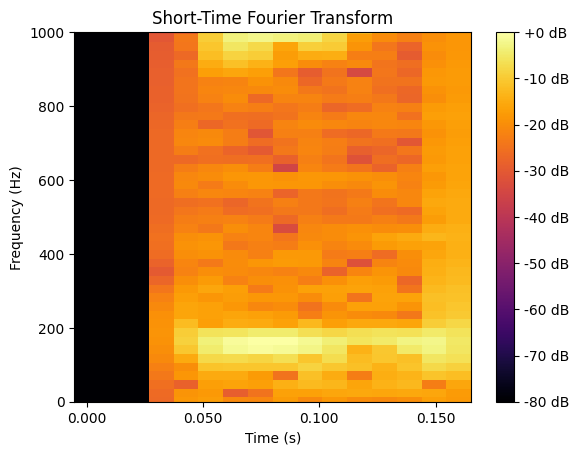 Short-Time Fourier Transform
1000
800
600
400
200
0
Frequency (Hz)
0.000
0.050
0.100
0.150
Time (s)
+0 dB
-10 dB
-20 dB
-30 dB
-40 dB
-50 dB
-60 dB
-70 dB
-80 dB